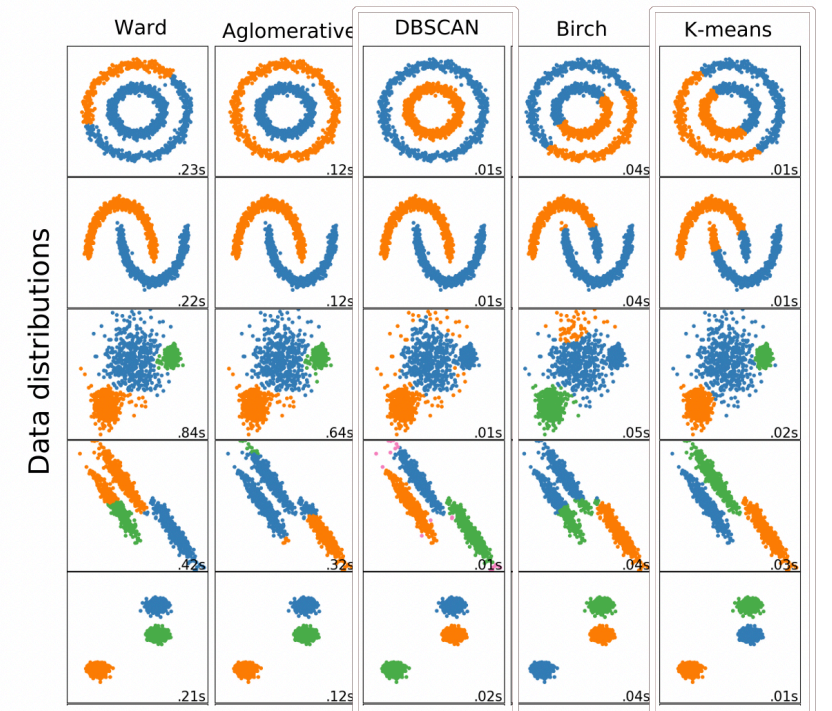 Ward Aglomerative DBSCAN Birch K-means
Data distributions
.23s .12s .01s .04s .01s
.22s .12s .01s .04s .01s
.84s .64s .01s .05s .02s
.42s .32s .01s .04s .03s
.21s .12s .02s .04s .01s